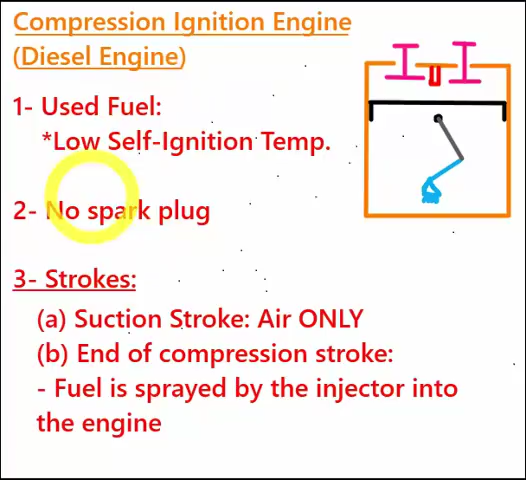 Compression Ignition Engine
(Diesel Engine)
1- Used Fuel:
*Low Self-Ignition Temp.
2- No spark plug
3- Strokes:
(a) Suction Stroke: Air ONLY
(b) End of compression stroke:
- Fuel is sprayed by the injector into
the engine